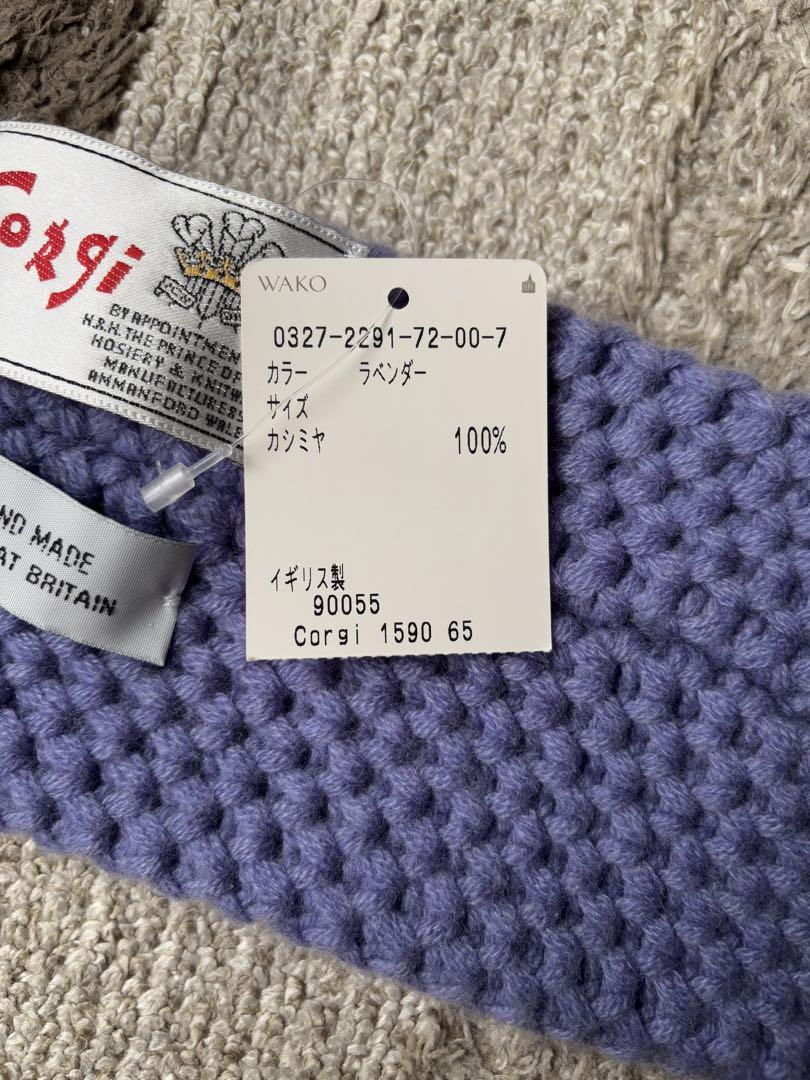 Corgi
BY APPOINTMEN
H.R.H. THE PRINCE OF
HOSIERY & KNITW
MANUFACTURERS
AMMANFORD WALE
ND MADE
AT BRITAIN
WAKO
0327-2291-72-00-7
カラー ラベンダー
サイズ
カシミヤ 100%
イギリス製
90055
Corgi 1590 65